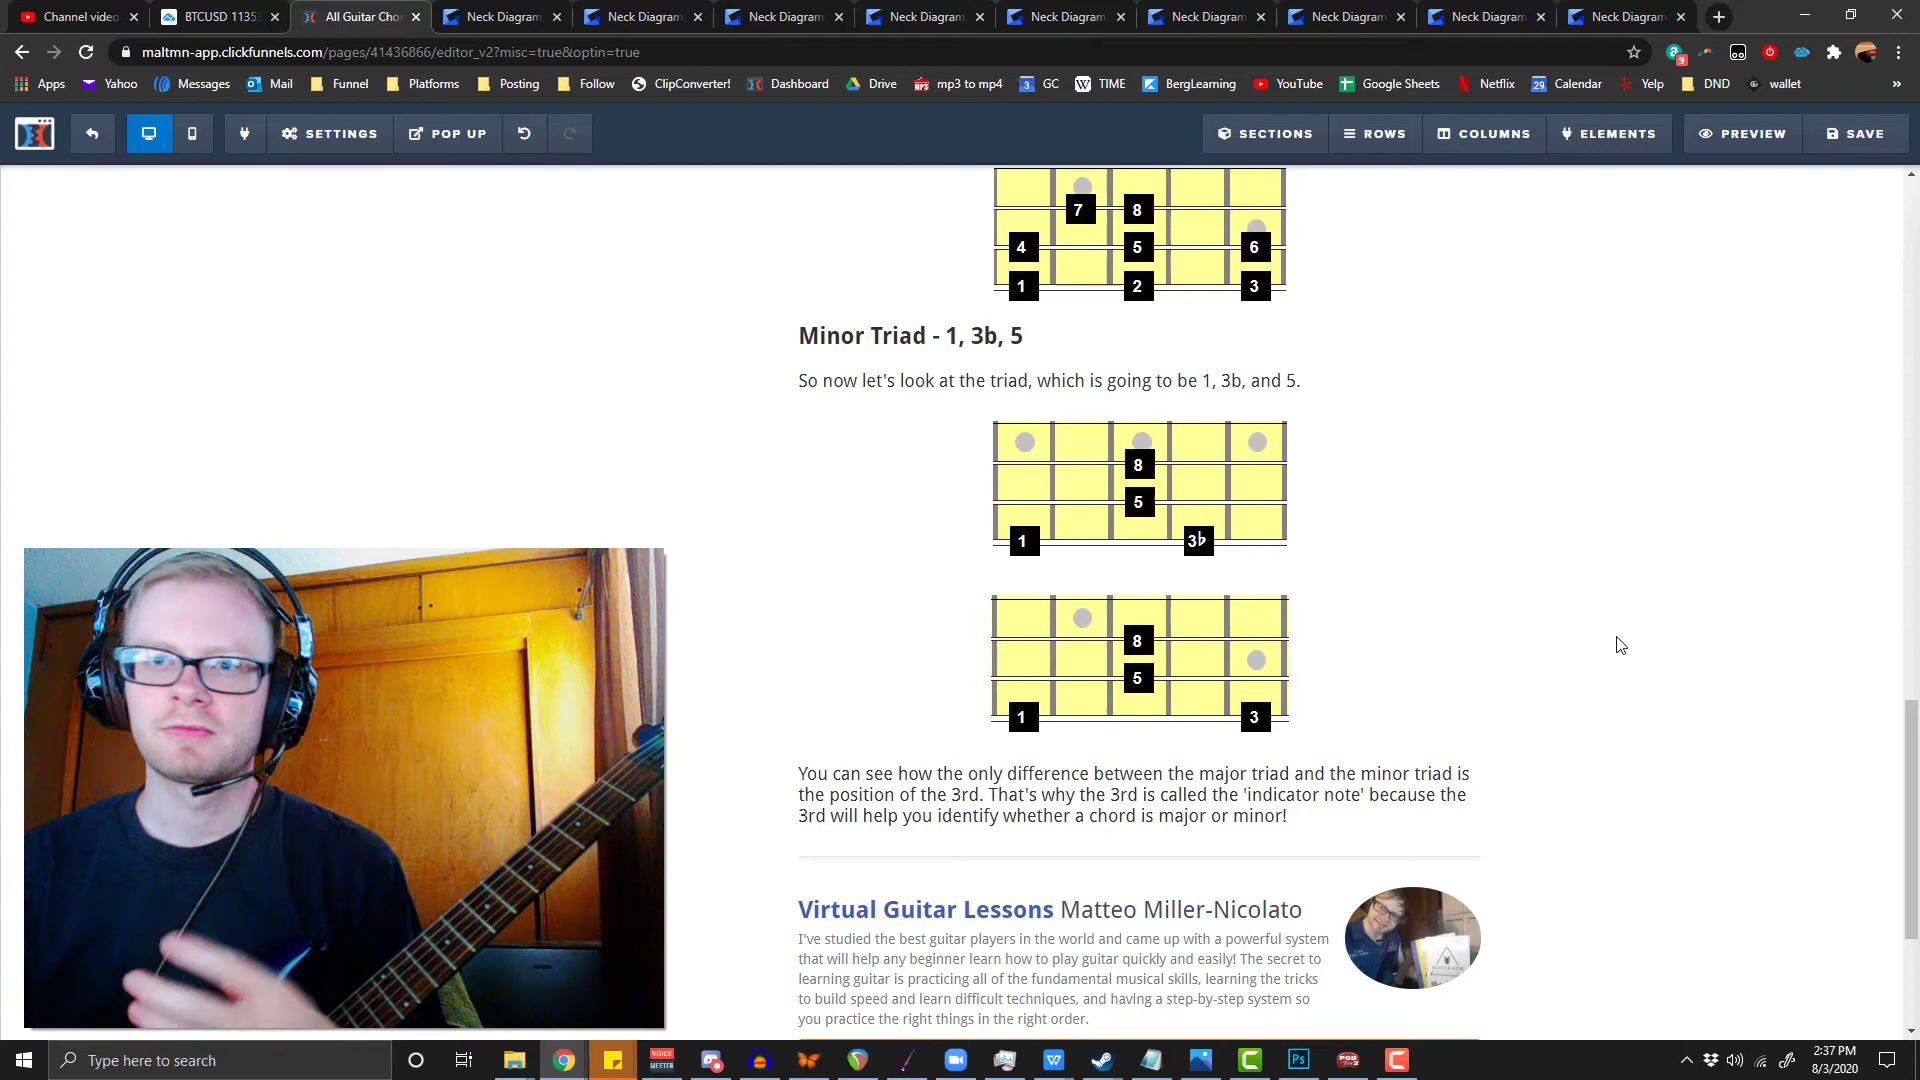 Channel video
BTCUSD 1135
All Guitar Cho
Neck Diagram
Neck Diagram
Neck Diagram
Neck Diagram
Neck Diagram
Neck Diagram
Neck Diagram
Neck Diagram
Neck Diagram
maltmn-app.clickfunnels.com/pages/41436866/editor_v2?misc=true&optin=true
9
Apps
Yahoo
Messages
Mail
Funnel
Platforms
Posting
Follow
ClipConverter!
Dashboard
Drive
mp3 to mp4
GC
TIME
BergLearning
YouTube
Google Sheets
Netflix
Calendar
Yelp
DND
wallet
»
SETTINGS
POP UP
SECTIONS
ROWS
COLUMNS
ELEMENTS
PREVIEW
SAVE
7 8
4 5 6
1 2 3
Minor Triad - 1, 3b, 5
So now let's look at the triad, which is going to be 1, 3b, and 5.
8
5
1 3♭
8
5
1 3
You can see how the only difference between the major triad and the minor triad is
the position of the 3rd. That's why the 3rd is called the 'indicator note' because the
3rd will help you identify whether a chord is major or minor!
Virtual Guitar Lessons Matteo Miller-Nicolato
I've studied the best guitar players in the world and came up with a powerful system
that will help any beginner learn how to play guitar quickly and easily! The secret to
learning guitar is practicing all of the fundamental musical skills, learning the tricks
to build speed and learn difficult techniques, and having a step-by-step system so
you practice the right things in the right order.
Type here to search
VOICE
MEETER
Ps
POD
2:37 PM
8/3/2020